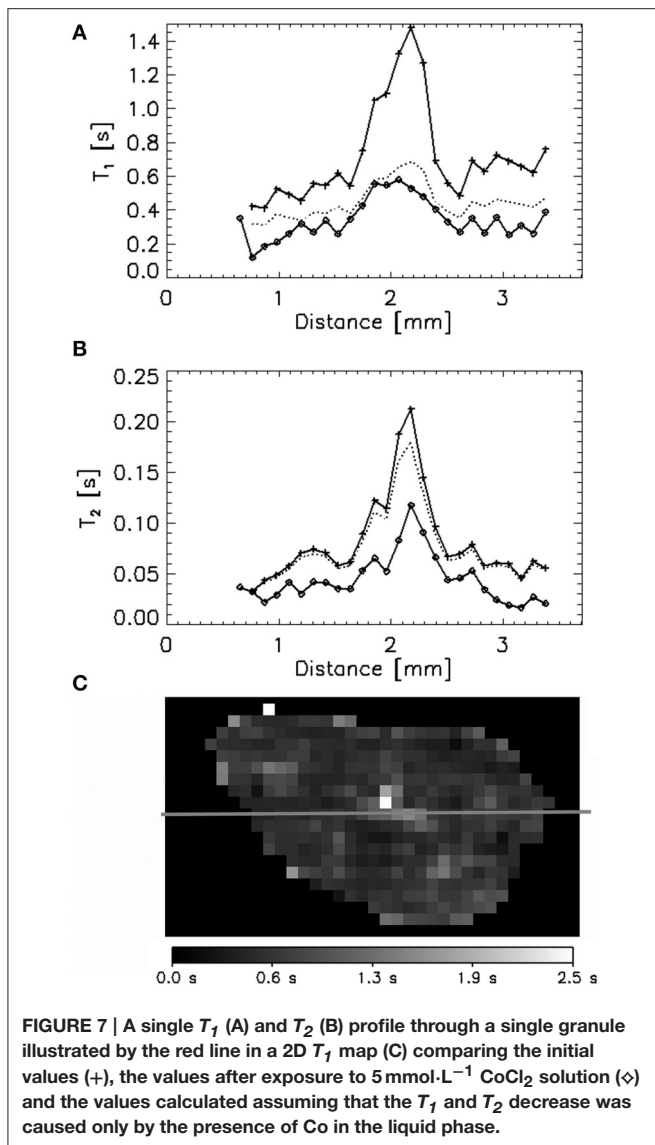 A
1.4
1.2
1.0
0.8
0.6
0.4
0.2
0.0
T1 [s]
0 1 2 3
Distance [mm]
B
0.25
0.20
0.15
0.10
0.05
0.00
T2 [s]
0 1 2 3
Distance [mm]
C
0.0 s 0.6 s 1.3 s 1.9 s 2.5 s
FIGURE 7 | A single T1 (A) and T2 (B) profile through a single granule
illustrated by the red line in a 2D T1 map (C) comparing the initial
values (+), the values after exposure to 5 mmol·L−1 CoCl2 solution (◇)
and the values calculated assuming that the T1 and T2 decrease was
caused only by the presence of Co in the liquid phase.